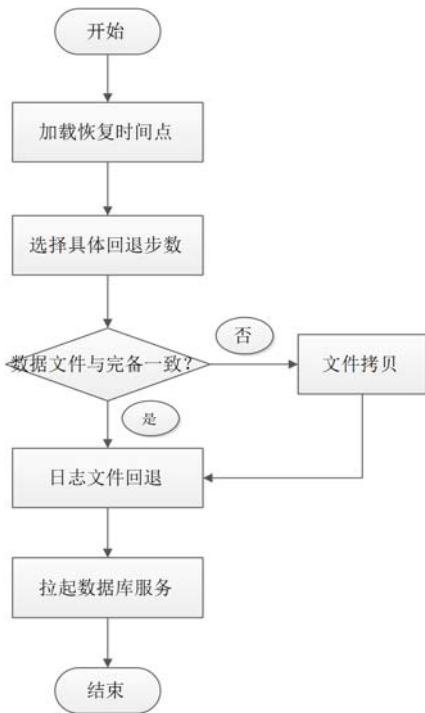 开始
加载恢复时间点
选择具体回退步数
数据文件与完备一致？
否
文件拷贝
是
日志文件回退
拉起数据库服务
结束